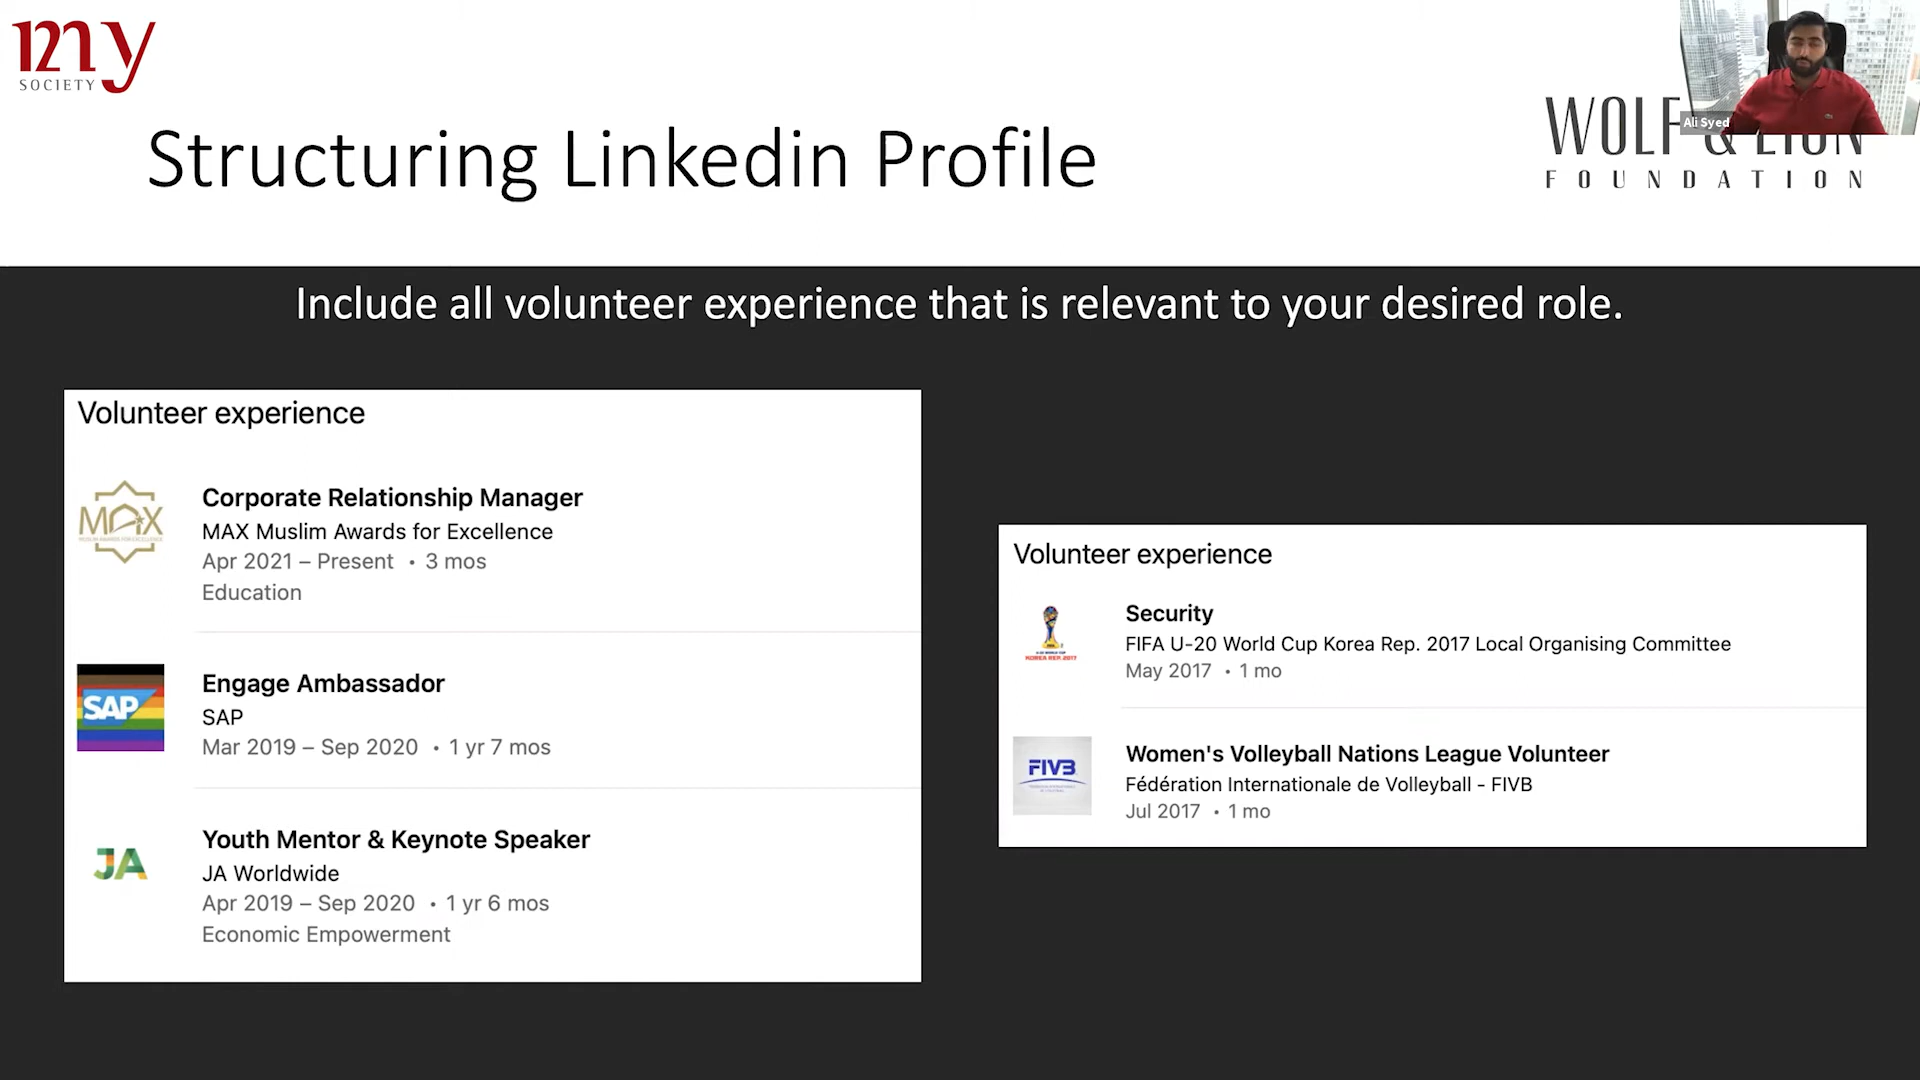 my
SOCIETY
Structuring Linkedin Profile
WOLF &
FOUNDATION
Ali Syed
Include all volunteer experience that is relevant to your desired role.
Volunteer experience
MAX
Corporate Relationship Manager
MAX Muslim Awards for Excellence
Apr 2021 – Present • 3 mos
Education
SAP
Engage Ambassador
SAP
Mar 2019 – Sep 2020 • 1 yr 7 mos
JA
Youth Mentor & Keynote Speaker
JA Worldwide
Apr 2019 – Sep 2020 • 1 yr 6 mos
Economic Empowerment
Volunteer experience
KOREA REP. 2017
Security
FIFA U-20 World Cup Korea Rep. 2017 Local Organising Committee
May 2017 • 1 mo
FIVB
Women's Volleyball Nations League Volunteer
Fédération Internationale de Volleyball - FIVB
Jul 2017 • 1 mo